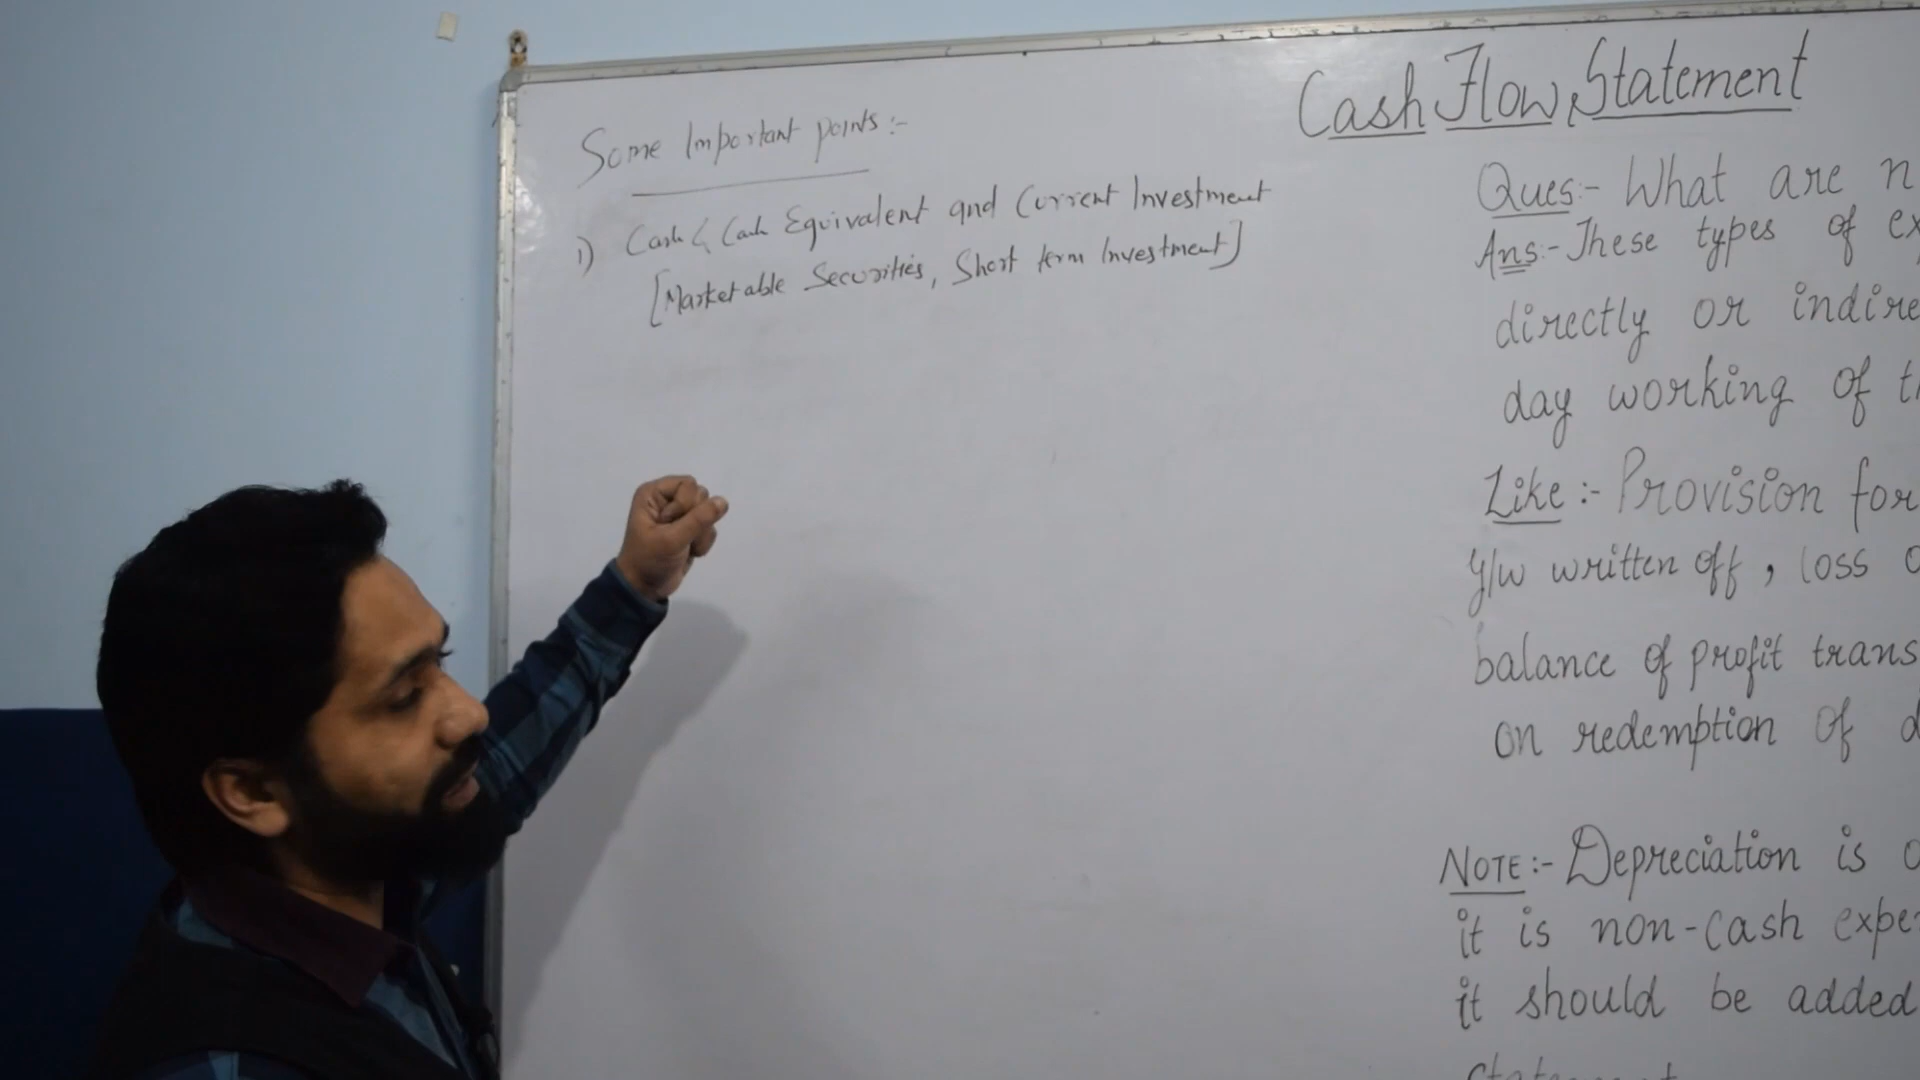 Cash Flow Statement
Some Important points:-
1) Cash & Cash Equivalent and Current Investment
[Marketable Securities, Short term Investment]
Ques:- What are n
Ans:- These types of ex
directly or indire
day working of t
Like:- Provision for
g/w written off, loss o
balance of profit trans
on redemption of d
NOTE:- Depreciation is
it is non-cash expe
it should be added